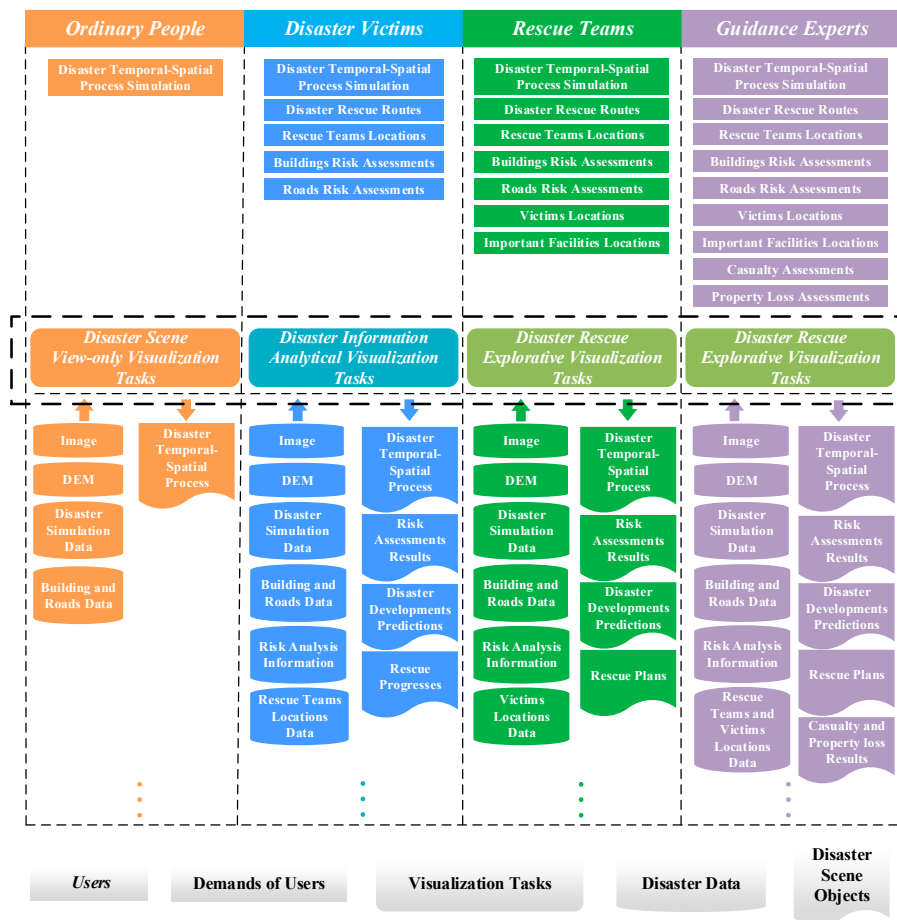 Ordinary People
Disaster Victims
Rescue Teams
Guidance Experts
Disaster Temporal-Spatial
Process Simulation
Disaster Temporal-Spatial
Process Simulation
Disaster Rescue Routes
Rescue Teams Locations
Buildings Risk Assessments
Roads Risk Assessments
Disaster Temporal-Spatial
Process Simulation
Disaster Rescue Routes
Rescue Teams Locations
Buildings Risk Assessments
Roads Risk Assessments
Victims Locations
Important Facilities Locations
Disaster Temporal-Spatial
Process Simulation
Disaster Rescue Routes
Rescue Teams Locations
Buildings Risk Assessments
Roads Risk Assessments
Victims Locations
Important Facilities Locations
Casualty Assessments
Property Loss Assessments
Disaster Scene
View-only Visualization
Tasks
Disaster Information
Analytical Visualization
Tasks
Disaster Rescue
Explorative Visualization
Tasks
Disaster Rescue
Explorative Visualization
Tasks
Image
DEM
Disaster
Simulation
Data
Building and
Roads Data
Disaster
Temporal-
Spatial
Process
Image
DEM
Disaster
Simulation
Data
Building and
Roads Data
Risk Analysis
Information
Rescue Teams
Locations
Data
Disaster
Temporal-
Spatial
Process
Risk
Assessments
Results
Disaster
Developments
Predictions
Rescue
Progresses
Image
DEM
Disaster
Simulation
Data
Building and
Roads Data
Risk Analysis
Information
Victims
Locations
Data
Disaster
Temporal-
Spatial
Process
Risk
Assessments
Results
Disaster
Developments
Predictions
Rescue Plans
Image
DEM
Disaster
Simulation
Data
Building and
Roads Data
Risk Analysis
Information
Rescue
Teams and
Victims
Locations
Data
Disaster
Temporal-
Spatial
Process
Risk
Assessments
Results
Disaster
Developments
Predictions
Rescue Plans
Casualty and
Property loss
Results
Users
Demands of Users
Visualization Tasks
Disaster Data
Disaster
Scene
Objects